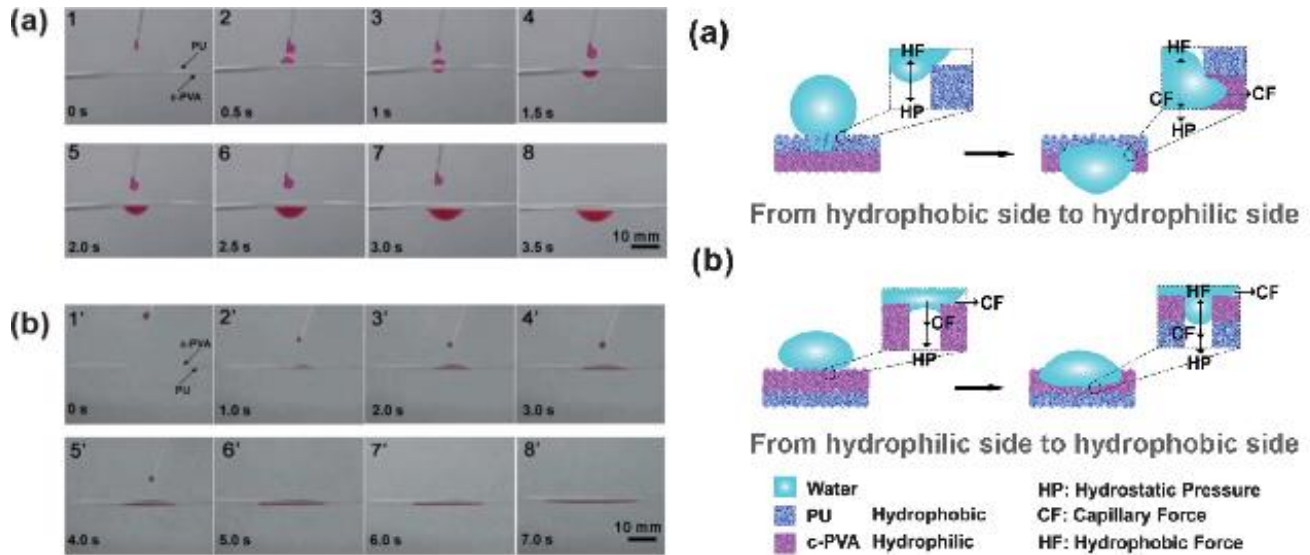 (a)
1 2 3 4
PU
c-PVA
0 s 0.5 s 1 s 1.5 s
5 6 7 8
2.0 s 2.5 s 3.0 s 3.5 s
10 mm
(b)
1' 2' 3' 4'
c-PVA
PU
0 s 1.0 s 2.0 s 3.0 s
5' 6' 7' 8'
4.0 s 5.0 s 6.0 s 7.0 s
10 mm
(a)
HF
HP
HF
CF CF
HP
From hydrophobic side to hydrophilic side
(b)
CF
CF
HP
HF
CF
CF
HP
From hydrophilic side to hydrophobic side
Water HP: Hydrostatic Pressure
PU Hydrophobic CF: Capillary Force
c-PVA Hydrophilic HF: Hydrophobic Force